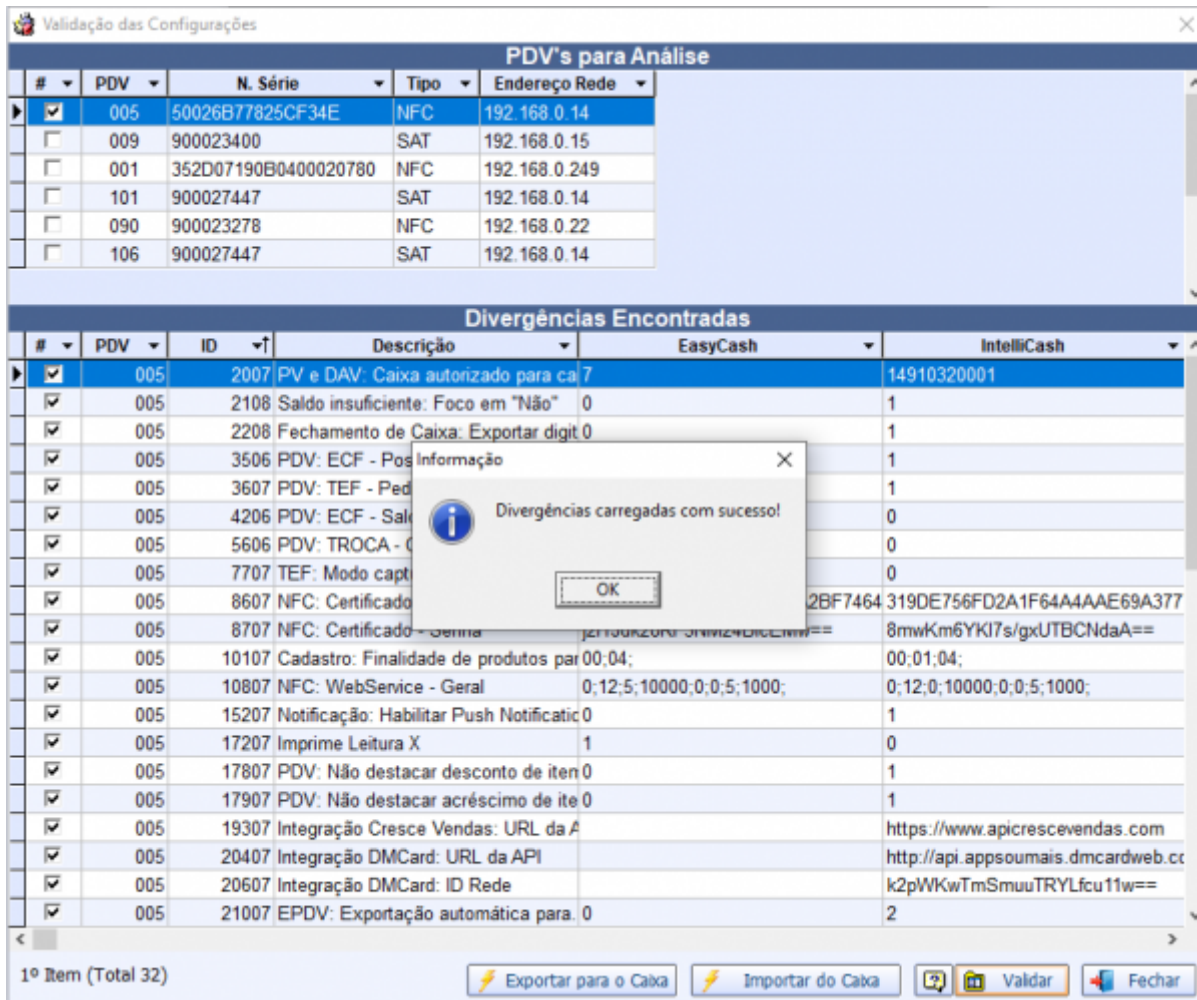 Validação das Configurações
PDV's para Análise
# PDV N. Série Tipo Endereço Rede
005 50026B77825CF34E NFC 192.168.0.14
009 900023400 SAT 192.168.0.15
001 352D07190B0400020780 NFC 192.168.0.249
101 900027447 SAT 192.168.0.14
090 900023278 NFC 192.168.0.22
106 900027447 SAT 192.168.0.14
Divergências Encontradas
# PDV ID Descrição EasyCash IntelliCash
005 2007 PV e DAV: Caixa autorizado para ca 7 14910320001
005 2108 Saldo insuficiente: Foco em "Não" 0 1
005 2208 Fechamento de Caixa: Exportar digit 0 1
005 3506 PDV: ECF - Pos 1
005 3607 PDV: TEF - Ped 1
005 4206 PDV: ECF - Sal 0
005 5606 PDV: TROCA - 0
005 7707 TEF: Modo capt 0
005 8607 NFC: Certificado 2BF7464 319DE756FD2A1F64A4AAE69A377
005 8707 NFC: Certificado - Senha 8mwKm6YKI7s/gxUTBCNdaA==
005 10107 Cadastro: Finalidade de produtos par 00;04; 00;01;04;
005 10807 NFC: WebService - Geral 0;12;5;10000;0;0;5;1000; 0;12;0;10000;0;0;5;1000;
005 15207 Notificação: Habilitar Push Notificatio 0 1
005 17207 Imprime Leitura X 1 0
005 17807 PDV: Não destacar desconto de item 0 1
005 17907 PDV: Não destacar acréscimo de ite 0 1
005 19307 Integração Cresce Vendas: URL da A https://www.apicrescevendas.com
005 20407 Integração DMCard: URL da API http://api.appsoumais.dmcardweb.co
005 20607 Integração DMCard: ID Rede k2pWKwTmSmuuTRYLfcu11w==
005 21007 EPDV: Exportação automática para. 0 2
Informação
Divergências carregadas com sucesso!
OK
1º Item (Total 32)
Exportar para o Caixa Importar do Caixa Validar Fechar